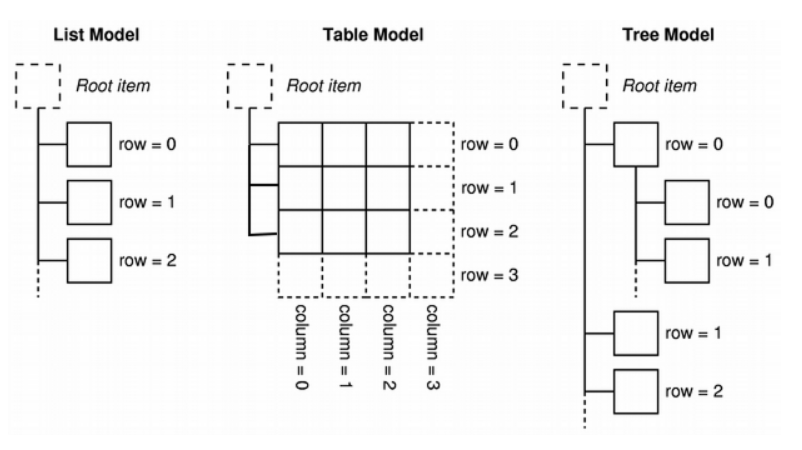 List Model
Root item
row = 0
row = 1
row = 2
Table Model
Root item
row = 0
row = 1
row = 2
row = 3
column = 0
column = 1
column = 2
column = 3
Tree Model
Root item
row = 0
row = 0
row = 1
row = 1
row = 2